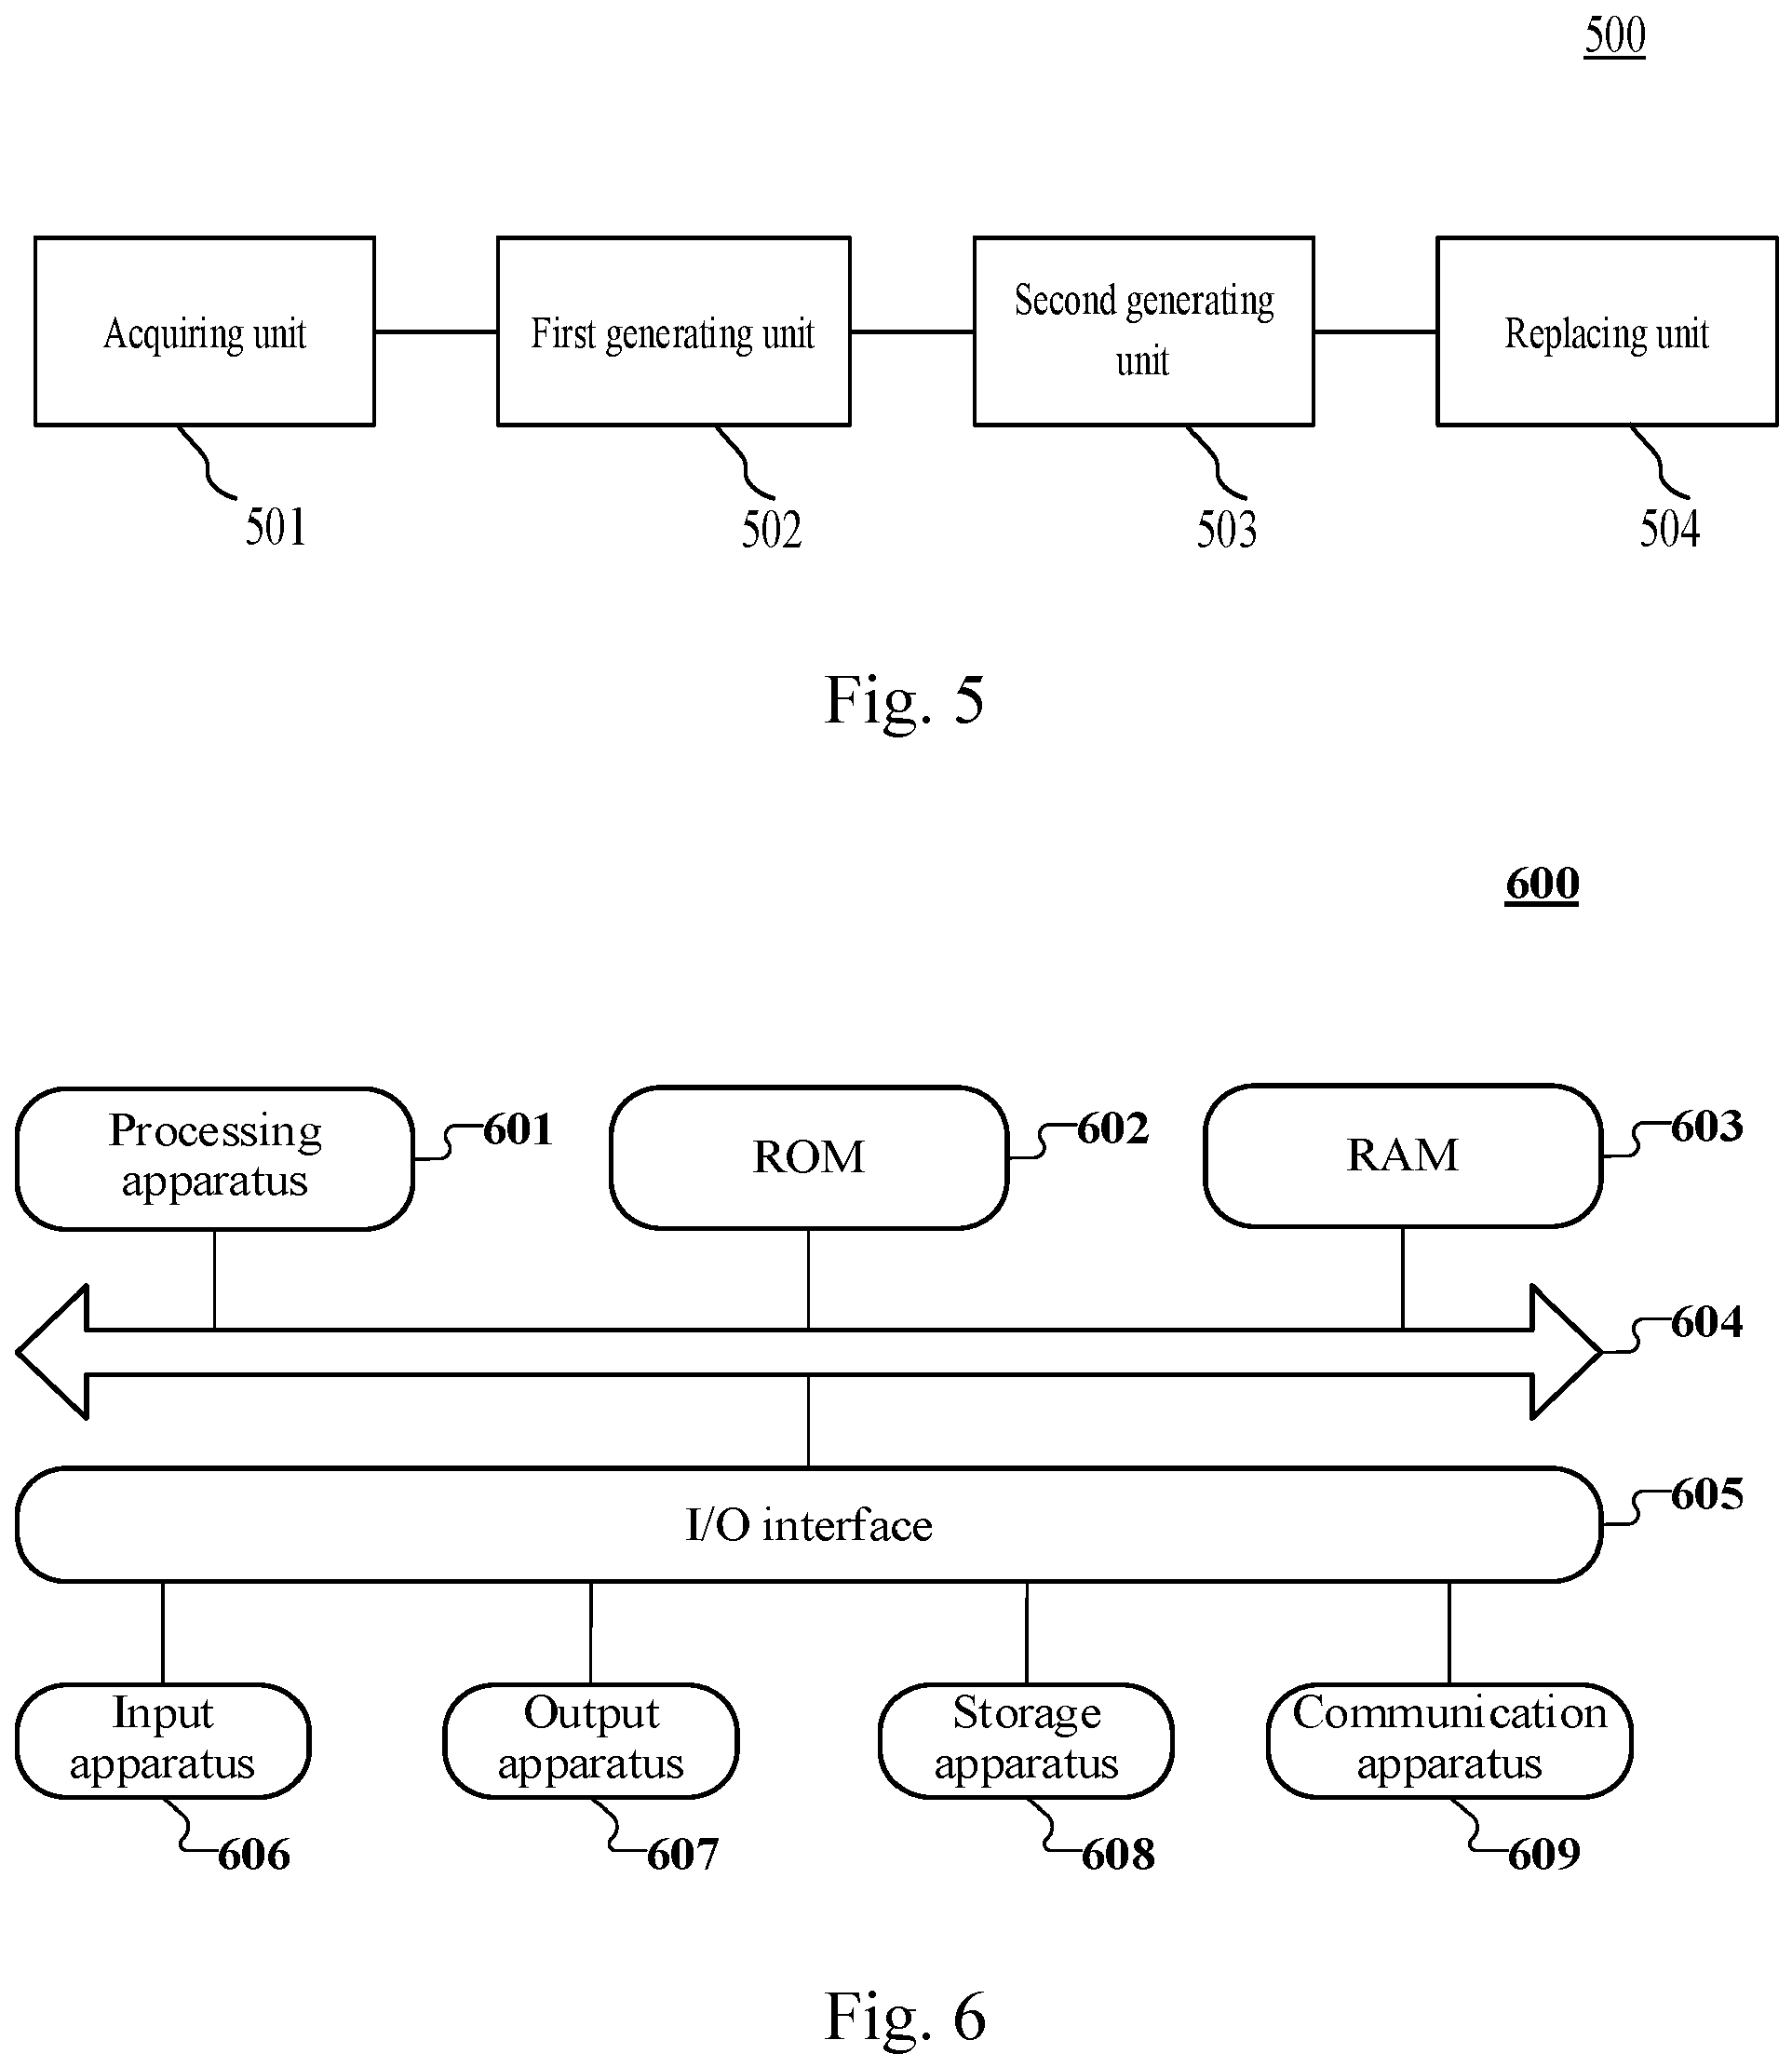 500
Acquiring unit
First generating unit
Second generating
unit
Replacing unit
501
502
503
504
Fig. 5
600
Processing
apparatus
601
ROM
602
RAM
603
604
I/O interface
605
Input
apparatus
Output
apparatus
Storage
apparatus
Communication
apparatus
606
607
608
609
Fig. 6